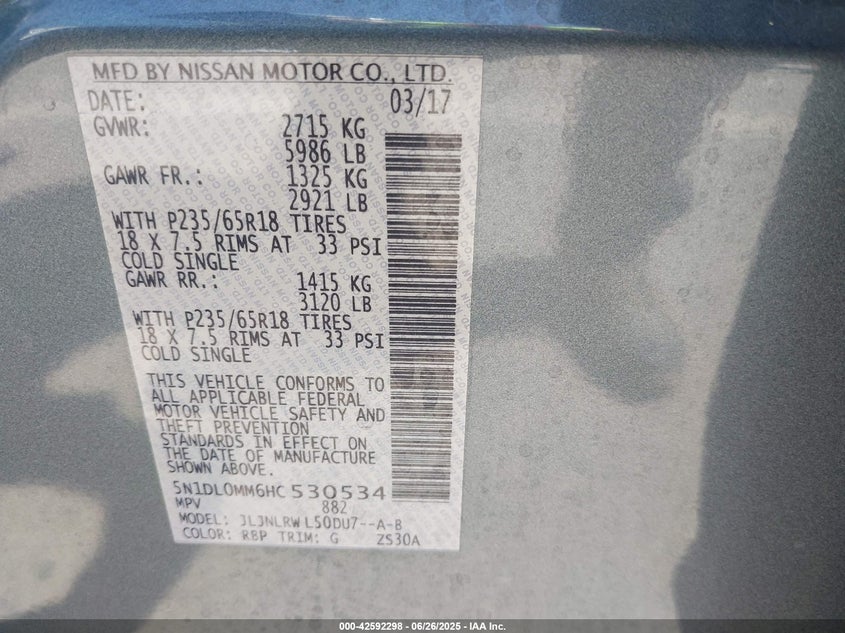 MFD BY NISSAN MOTOR CO., LTD.
DATE: 03/17
GVWR: 2715 KG
5986 LB
GAWR FR.: 1325 KG
2921 LB
WITH P235/65R18 TIRES
18 X 7.5 RIMS AT 33 PSI
COLD SINGLE
GAWR RR.: 1415 KG
3120 LB
WITH P235/65R18 TIRES
18 X 7.5 RIMS AT 33 PSI
COLD SINGLE
THIS VEHICLE CONFORMS TO
ALL APPLICABLE FEDERAL
MOTOR VEHICLE SAFETY AND
THEFT PREVENTION
STANDARDS IN EFFECT ON
THE DATE OF MANUFACTURE
SHOWN ABOVE.
5N1DL0MM6HC 530534
MPV 882
MODEL: JLJNLRW L50DU7--A-B
COLOR: RBP TRIM: G ZS30A
000-42592298 - 06/26/2025 - IAA Inc.